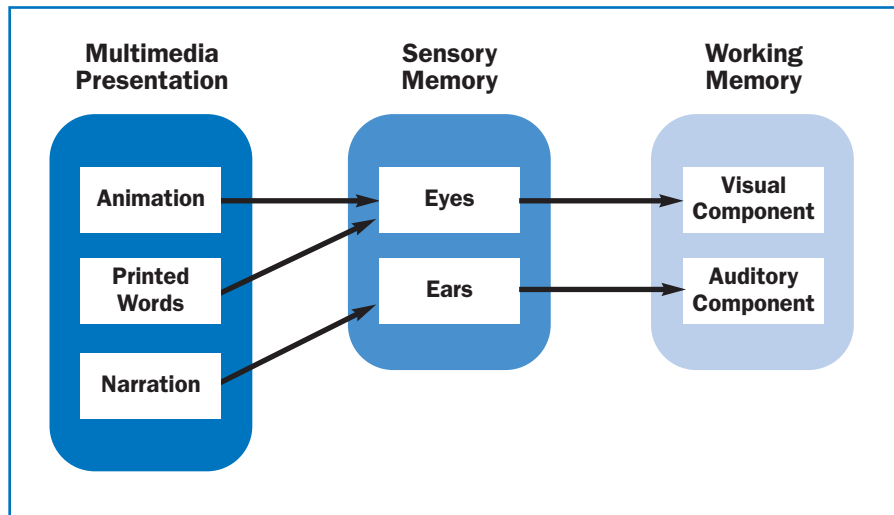 Multimedia
Presentation
Sensory
Memory
Working
Memory
Animation
Printed
Words
Narration
Eyes
Ears
Visual
Component
Auditory
Component